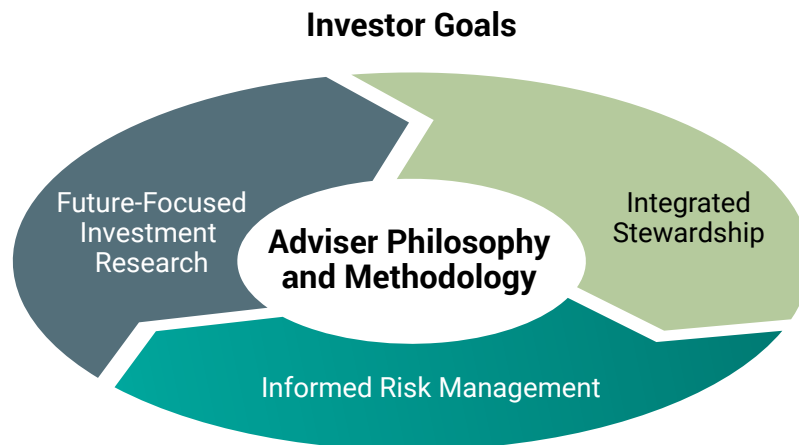 Investor Goals
Future-Focused
Investment
Research
Adviser Philosophy
and Methodology
Integrated
Stewardship
Informed Risk Management